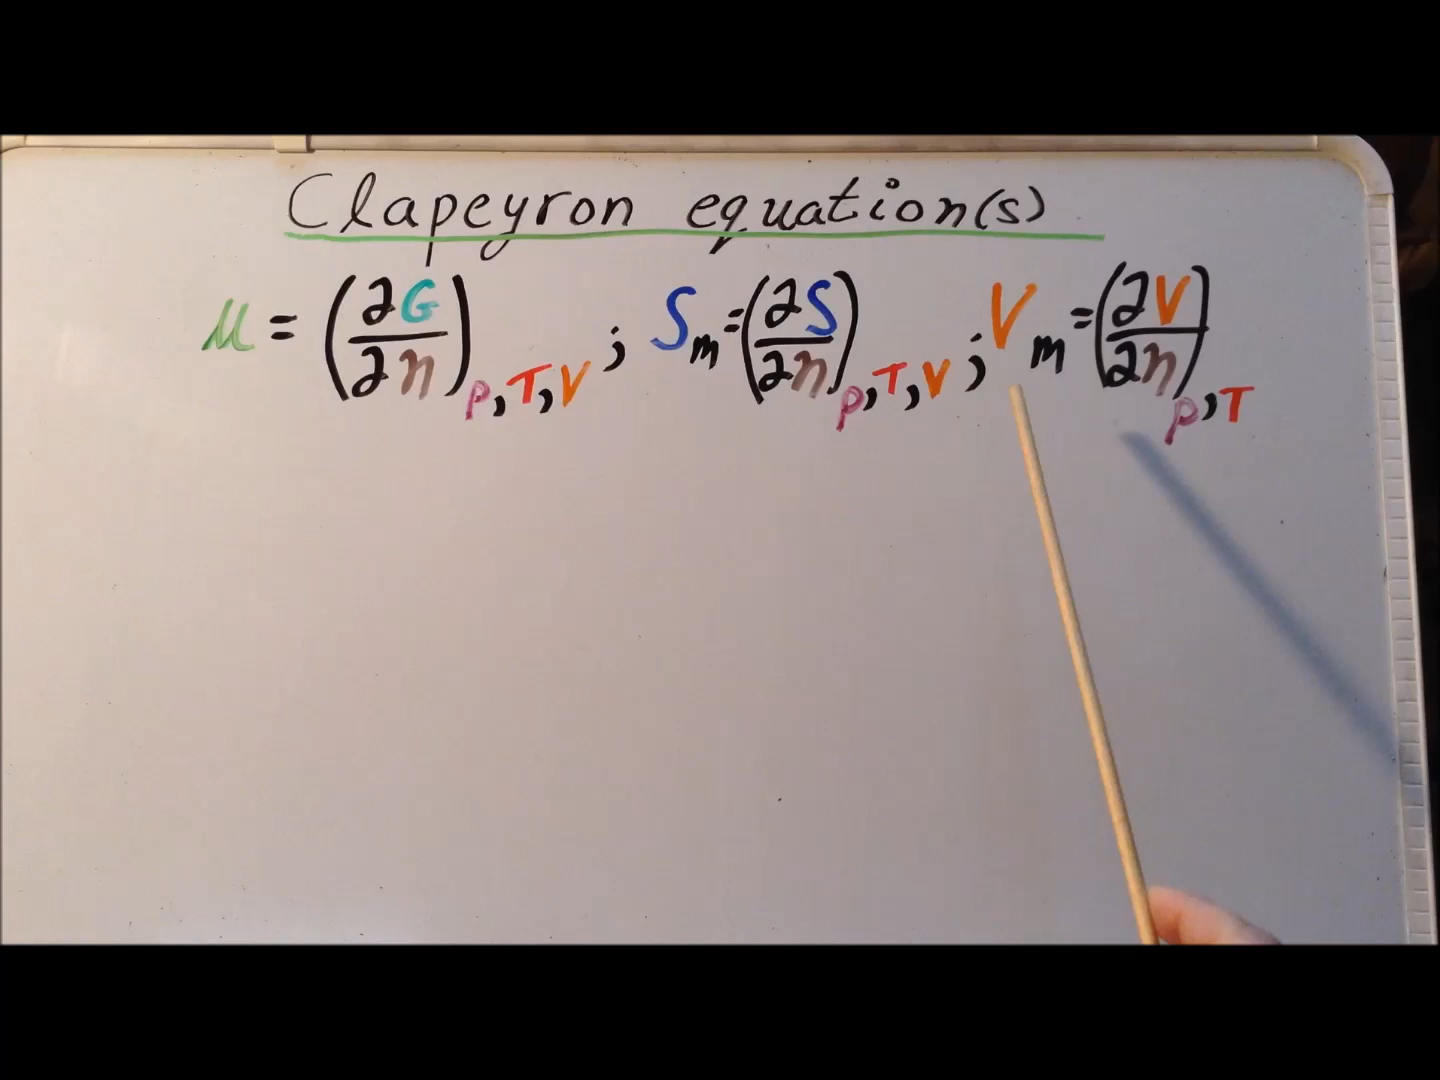 Clapeyron equation(s)
μ = (∂G/∂n)p,T,V ; Sm = (∂S/∂n)p,T,V ; Vm = (∂V/∂n)p,T